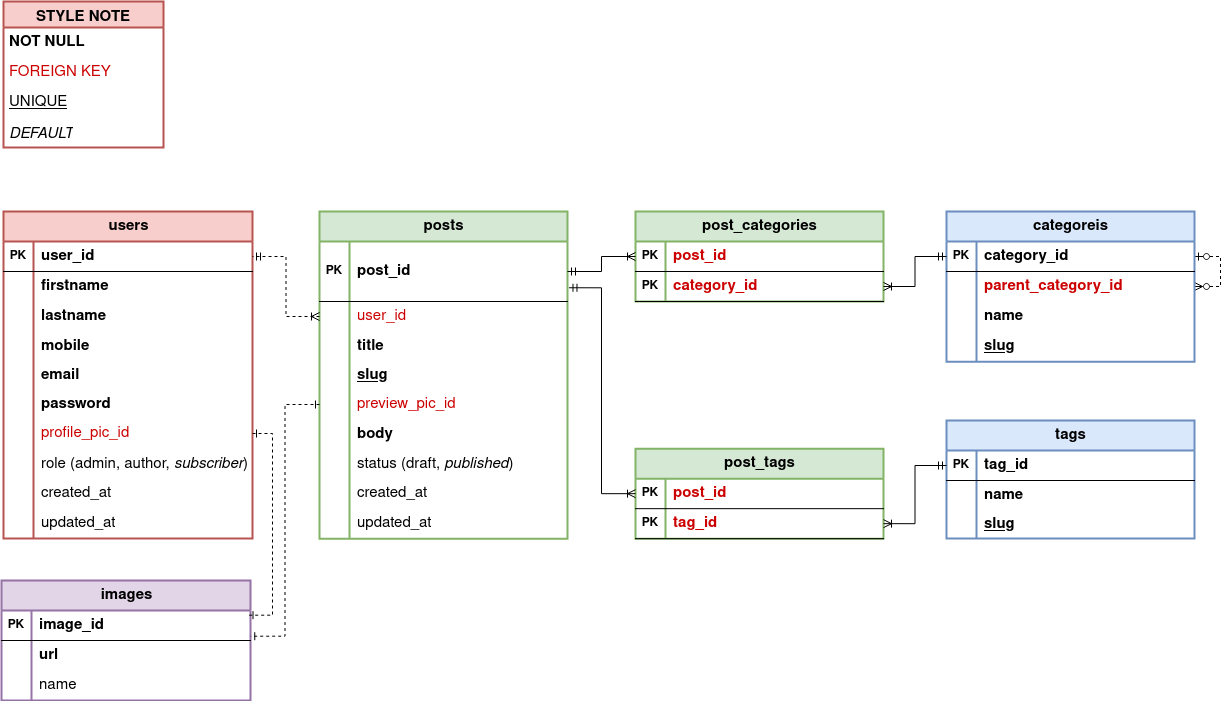 STYLE NOTE
NOT NULL
FOREIGN KEY
UNIQUE
DEFAULT
users
PK user_id
firstname
lastname
mobile
email
password
profile_pic_id
role (admin, author, subscriber)
created_at
updated_at
posts
PK post_id
user_id
title
slug
preview_pic_id
body
status (draft, published)
created_at
updated_at
post_categories
PK post_id
PK category_id
categoreis
PK category_id
parent_category_id
name
slug
post_tags
PK post_id
PK tag_id
tags
PK tag_id
name
slug
images
PK image_id
url
name